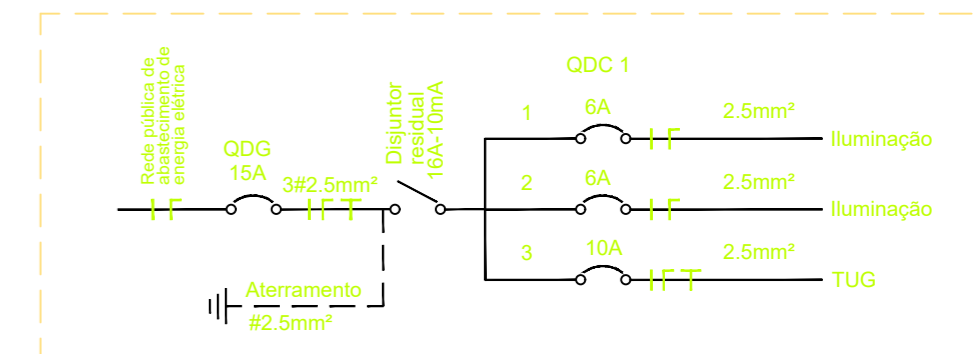 Rede pública de
abastecimento de
energia elétrica
QDG
15A
3#2.5mm²
Aterramento
#2.5mm²
Disjuntor
residual
16A-10mA
QDC 1
1
6A
2.5mm²
Iluminação
2
6A
2.5mm²
Iluminação
3
10A
2.5mm²
TUG